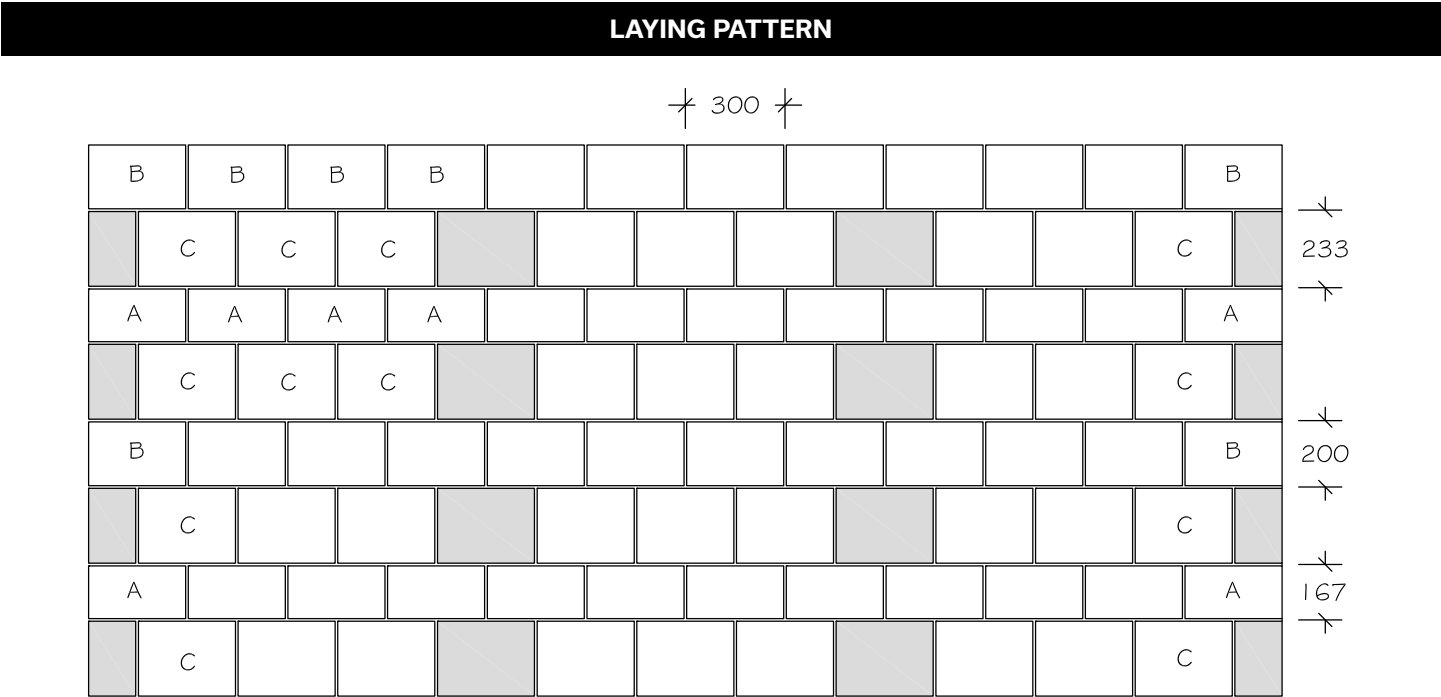 LAYING PATTERN
300
B B B B B
C C C C 233
A A A A A
C C C C
B B 200
C C
A A 167
C C